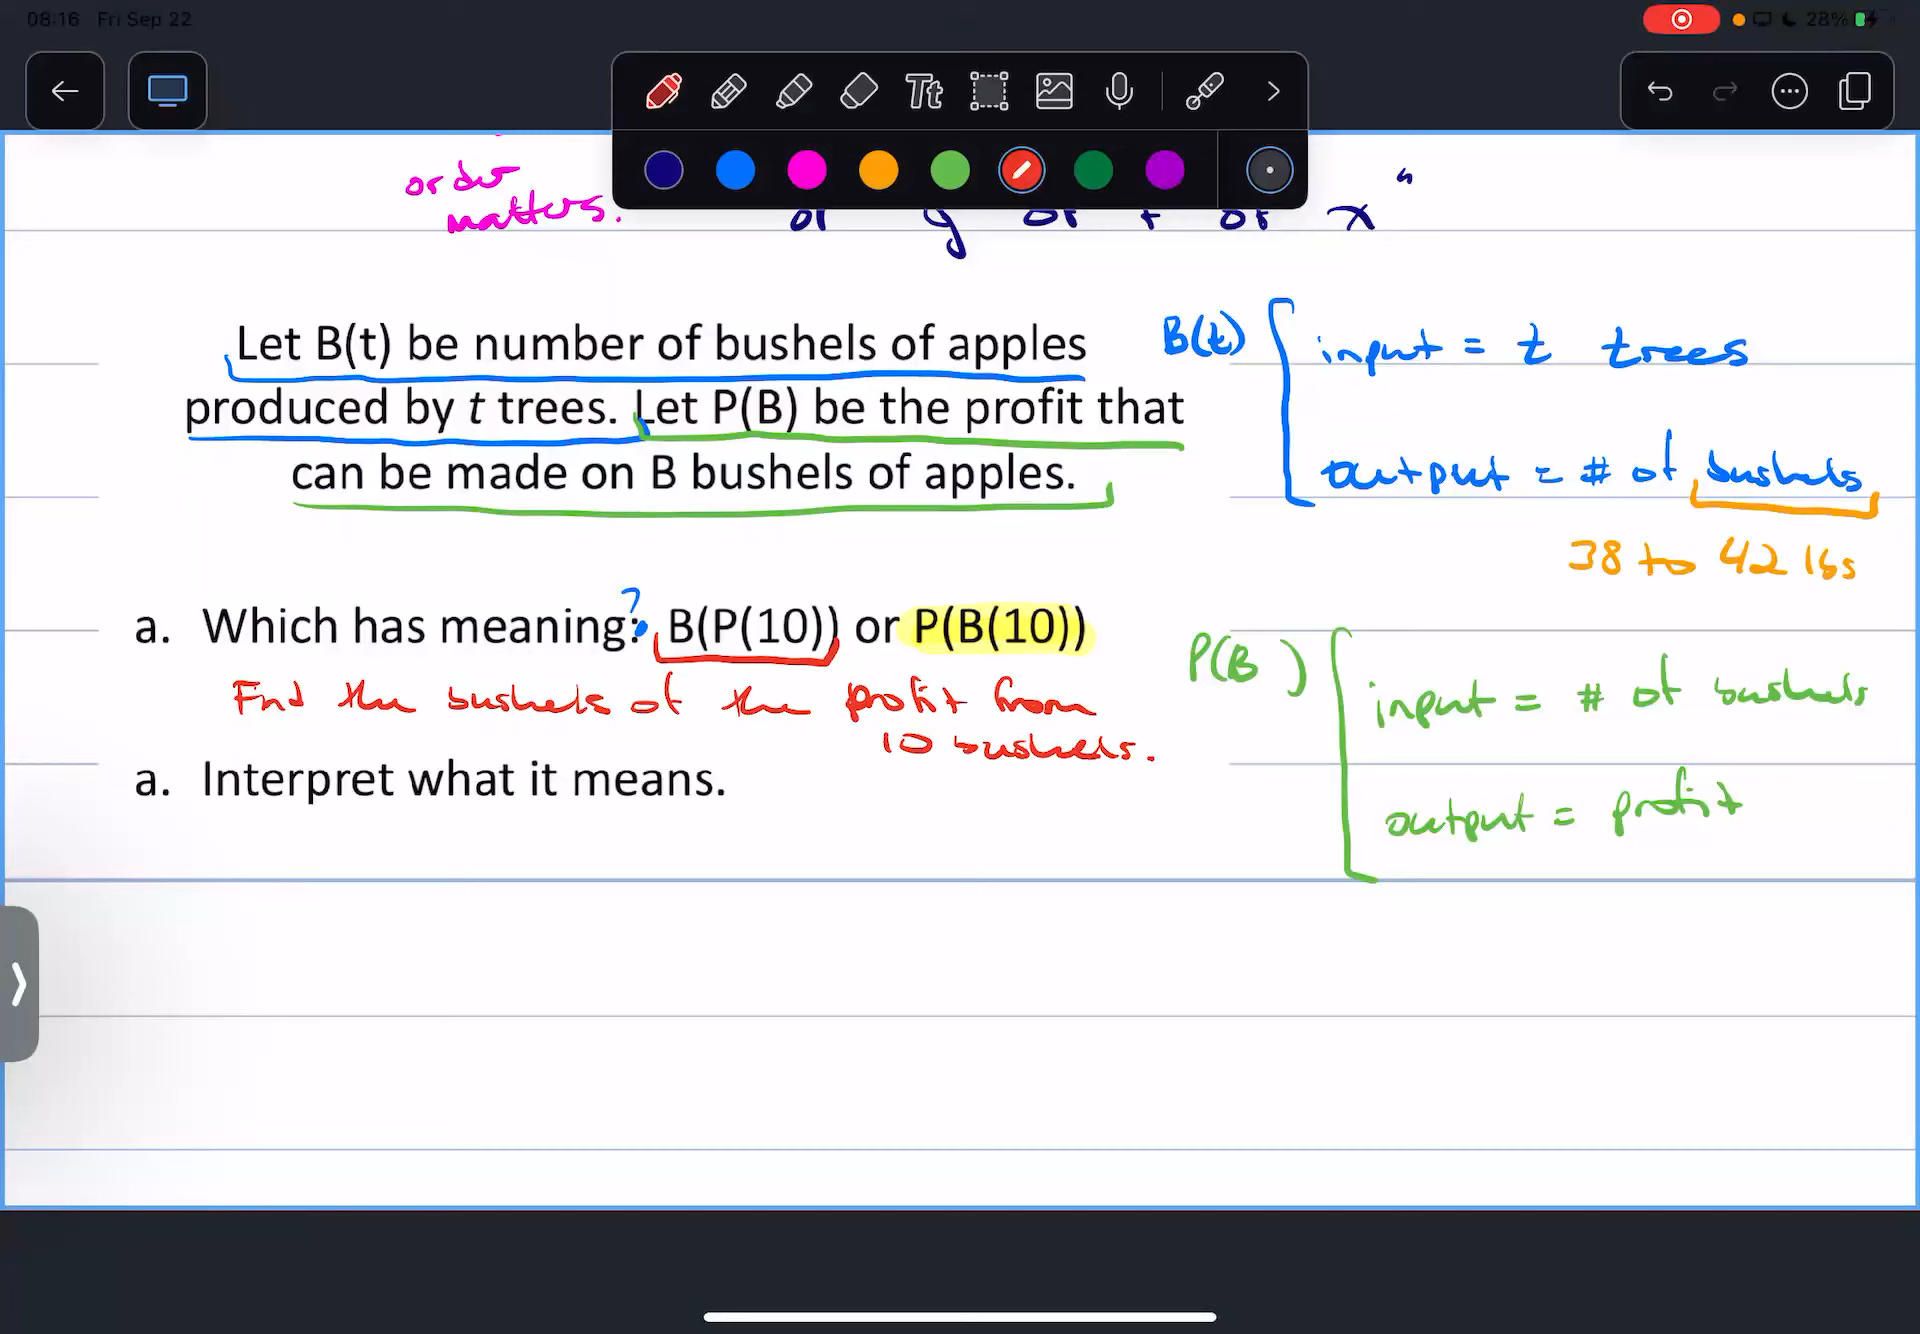 08:16 Fri Sep 22
28%
Tt
order
matters.
x "
Let B(t) be number of bushels of apples
produced by t trees. Let P(B) be the profit that
can be made on B bushels of apples.
B(t)
input = t trees
output = # of bushels
38 to 42 lbs
a. Which has meaning: ? B(P(10)) or P(B(10))
Find the bushels of the profit from
10 bushels.
a. Interpret what it means.
P(B )
input = # of bushels
output = profit